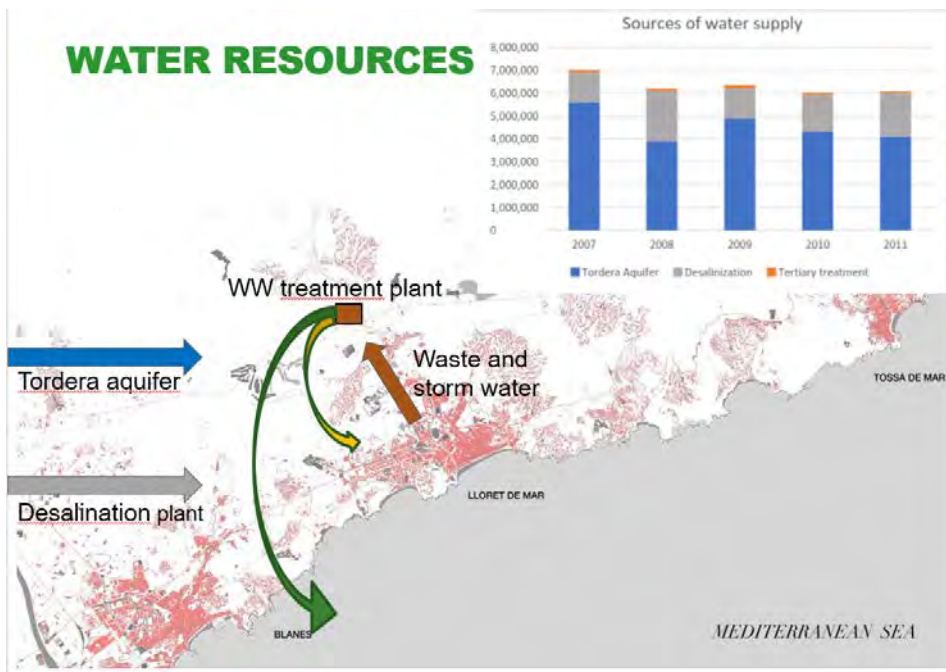 WATER RESOURCES
Sources of water supply
8,000,000
7,000,000
6,000,000
5,000,000
4,000,000
3,000,000
2,000,000
1,000,000
0
2007 2008 2009 2010 2011
Tordera Aquifer Desalinization Tertiary treatment
WW treatment plant
Waste and
storm water
Tordera aquifer
TOSSA DE MAR
Desalination plant
LLORET DE MAR
BLANES
MEDITERRANEAN SEA